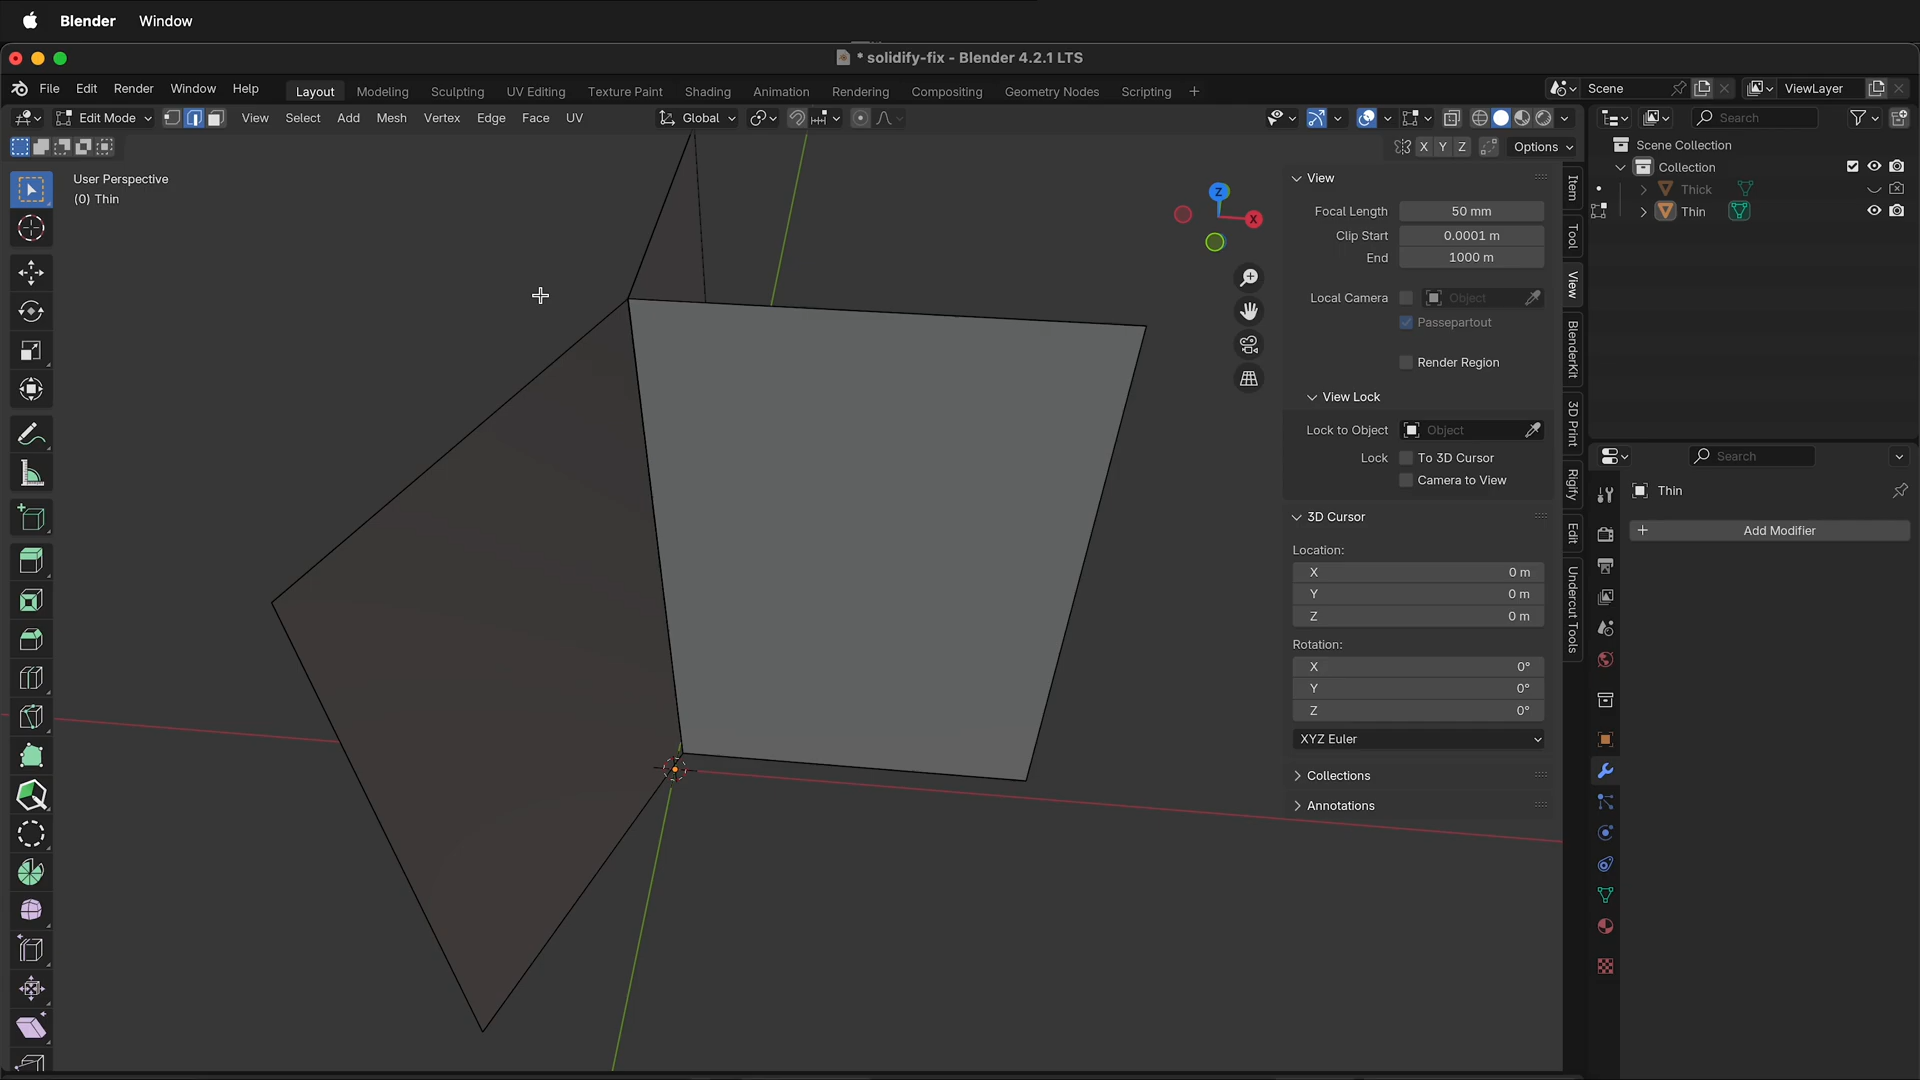 Blender Window
* solidify-fix - Blender 4.2.1 LTS
File Edit Render Window Help Layout Modeling Sculpting UV Editing Texture Paint Shading Animation Rendering Compositing Geometry Nodes Scripting + Scene ViewLayer
Edit Mode View Select Add Mesh Vertex Edge Face UV Global Search
X Y Z Options
User Perspective
(0) Thin
Z
X
View
Focal Length 50 mm
Clip Start 0.0001 m
End 1000 m
Local Camera Object
Passepartout
Render Region
View Lock
Lock to Object Object
Lock To 3D Cursor
Camera to View
3D Cursor
Location:
X 0 m
Y 0 m
Z 0 m
Rotation:
X 0°
Y 0°
Z 0°
XYZ Euler
Collections
Annotations
Item
Tool
View
BlenderKit
3D Print
Rigify
Edit
Undercut Tools
Scene Collection
Collection
Thick
Thin
Search
Thin
+ Add Modifier